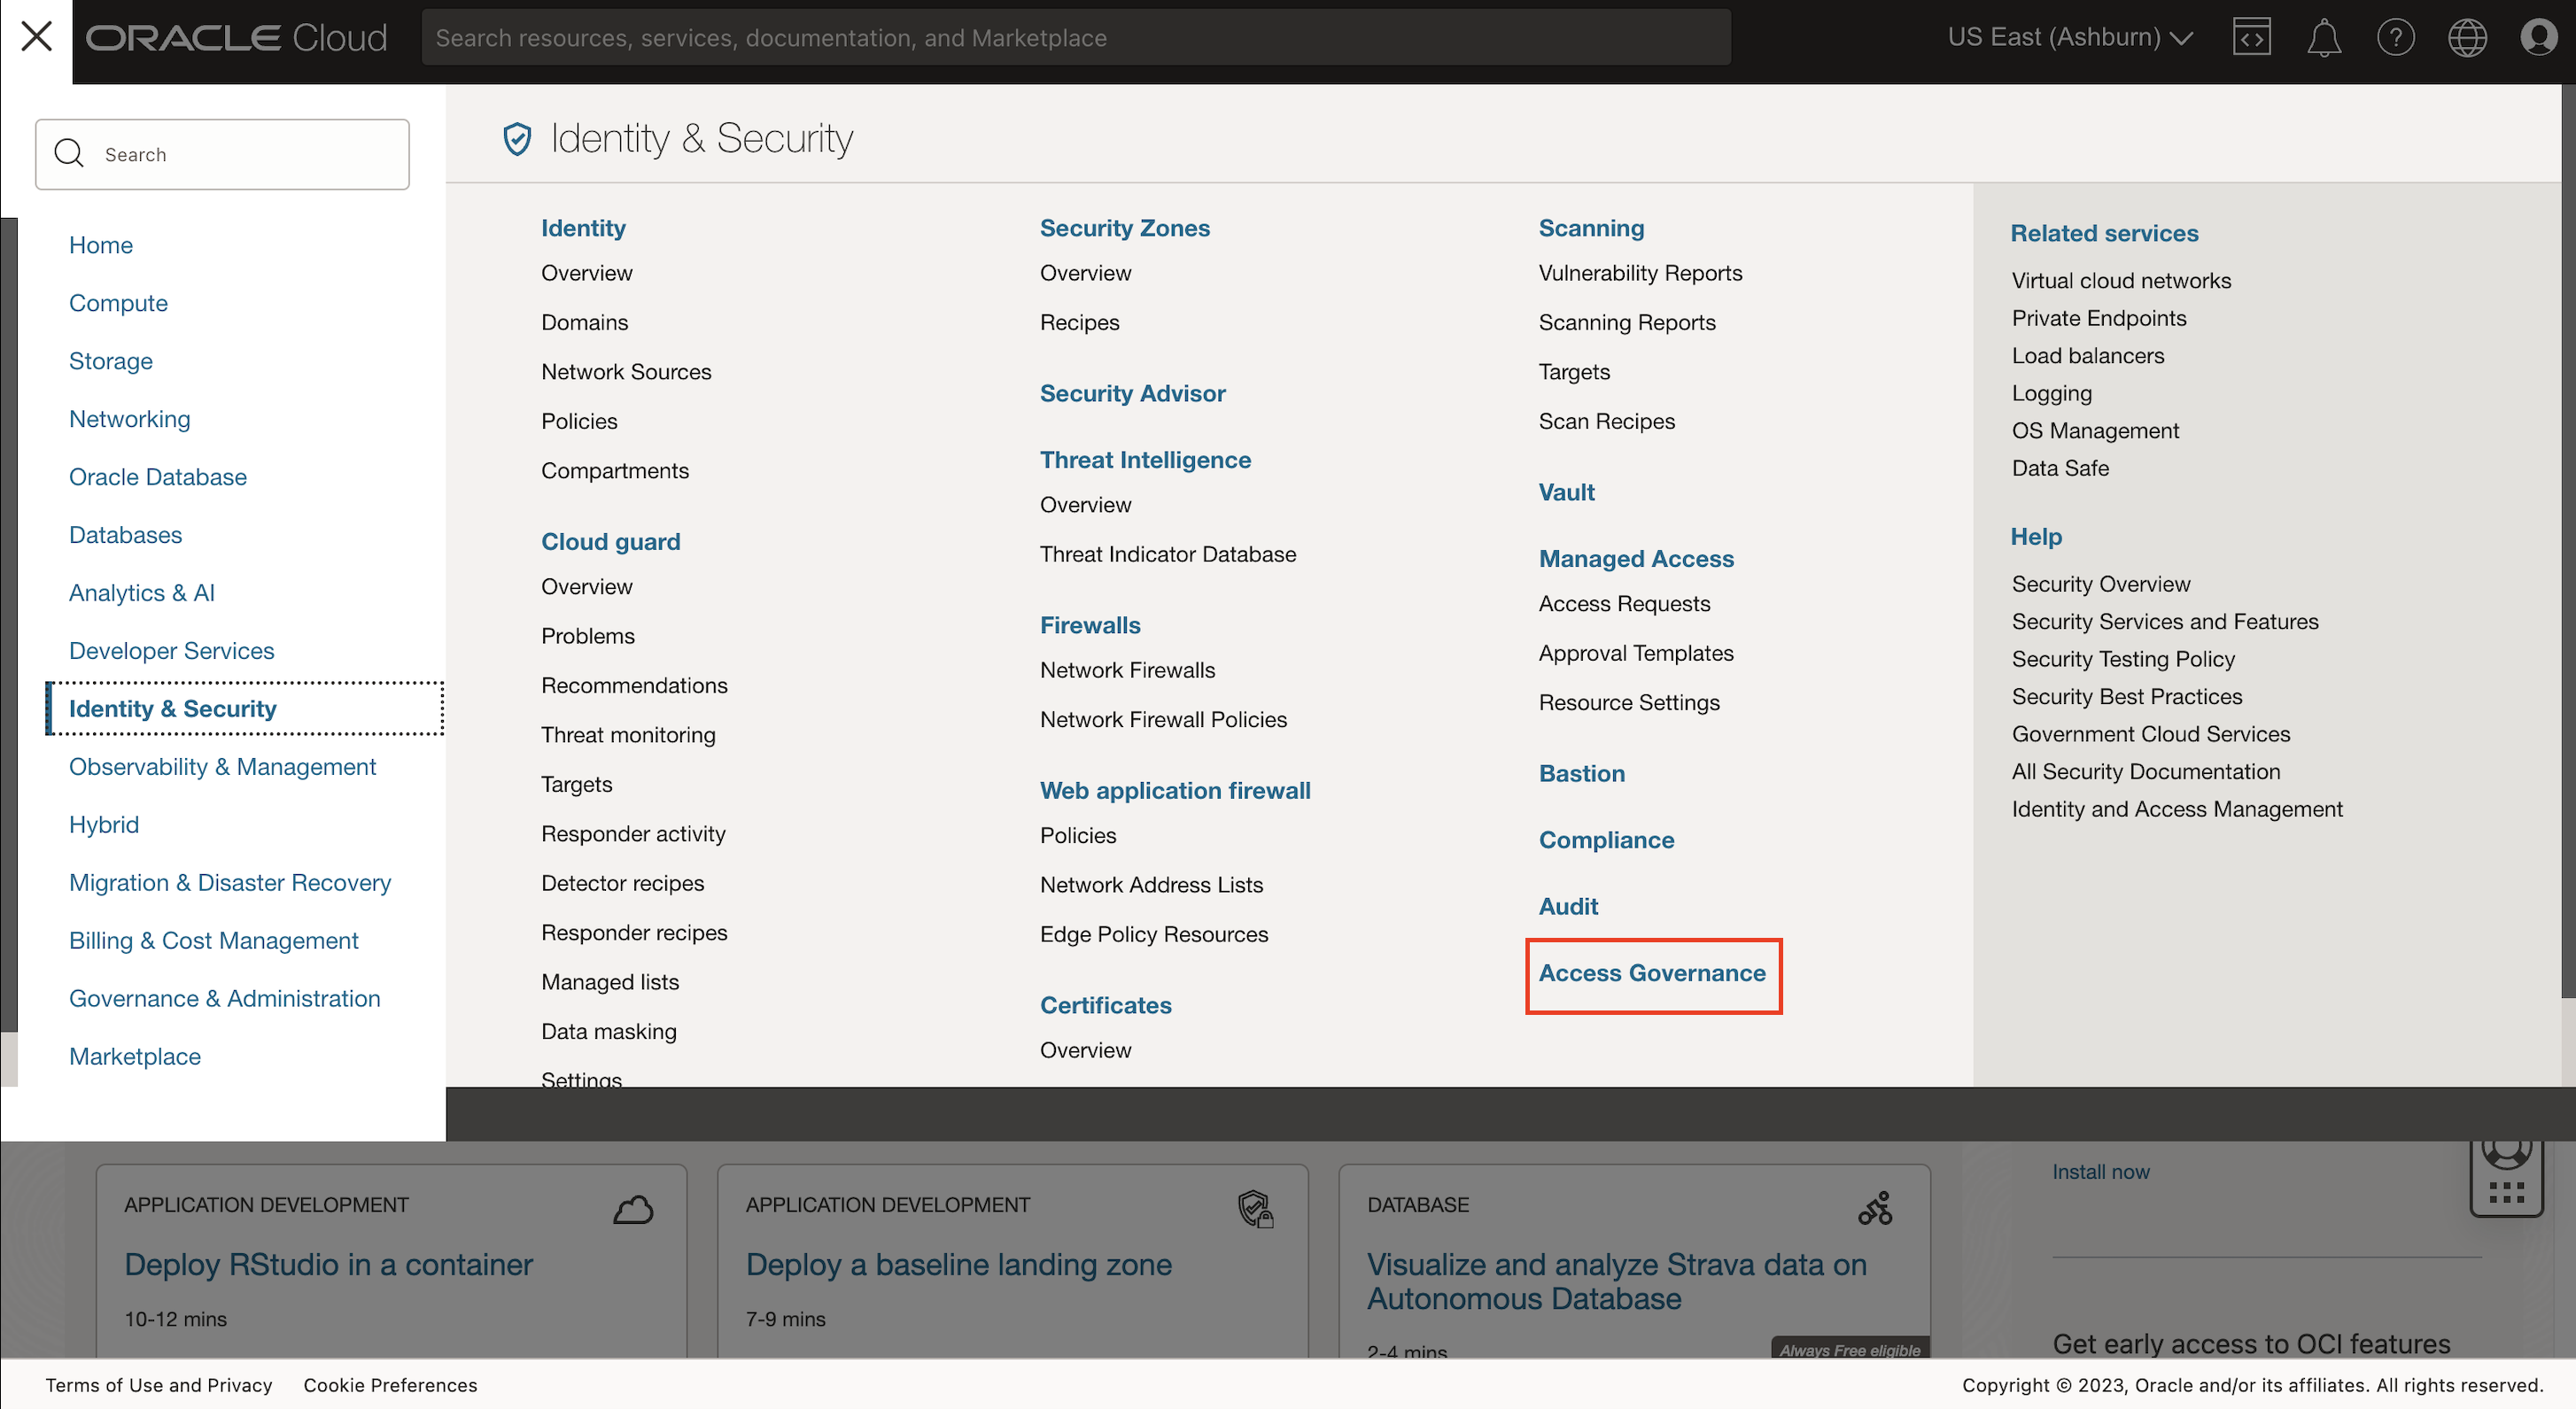 ORACLE Cloud
Search resources, services, documentation, and Marketplace
US East (Ashburn)
Search
Home
Compute
Storage
Networking
Oracle Database
Databases
Analytics & AI
Developer Services
Identity & Security
Observability & Management
Hybrid
Migration & Disaster Recovery
Billing & Cost Management
Governance & Administration
Marketplace
Identity & Security
Identity
Overview
Domains
Network Sources
Policies
Compartments
Cloud guard
Overview
Problems
Recommendations
Threat monitoring
Targets
Responder activity
Detector recipes
Responder recipes
Managed lists
Data masking
Settings
Security Zones
Overview
Recipes
Security Advisor
Threat Intelligence
Overview
Threat Indicator Database
Firewalls
Network Firewalls
Network Firewall Policies
Web application firewall
Policies
Network Address Lists
Edge Policy Resources
Certificates
Overview
Scanning
Vulnerability Reports
Scanning Reports
Targets
Scan Recipes
Vault
Managed Access
Access Requests
Approval Templates
Resource Settings
Bastion
Compliance
Audit
Access Governance
Related services
Virtual cloud networks
Private Endpoints
Load balancers
Logging
OS Management
Data Safe
Help
Security Overview
Security Services and Features
Security Testing Policy
Security Best Practices
Government Cloud Services
All Security Documentation
Identity and Access Management
APPLICATION DEVELOPMENT
Deploy RStudio in a container
10-12 mins
APPLICATION DEVELOPMENT
Deploy a baseline landing zone
7-9 mins
DATABASE
Visualize and analyze Strava data on
Autonomous Database
2-4 mins
Always Free eligible
Install now
Get early access to OCI features
Terms of Use and Privacy
Cookie Preferences
Copyright © 2023, Oracle and/or its affiliates. All rights reserved.